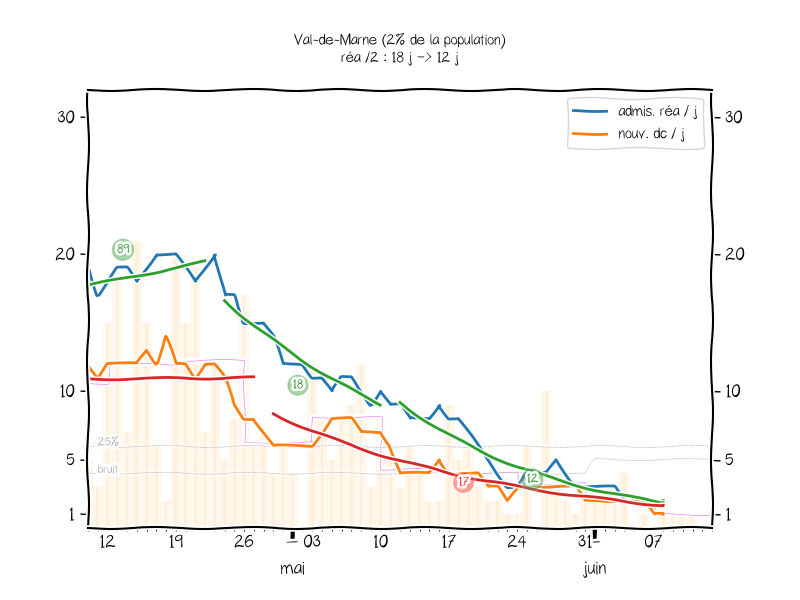 Val-de-Marne (2% de la population)
réa /2 : 18 j -> 12 j
admis. réa / j
nouv. dc / j
30
30
20
20
10
10
5
5
1
1
89
18
17
12
25%
bruit
12 19 26 03 10 17 24 31 07
mai juin